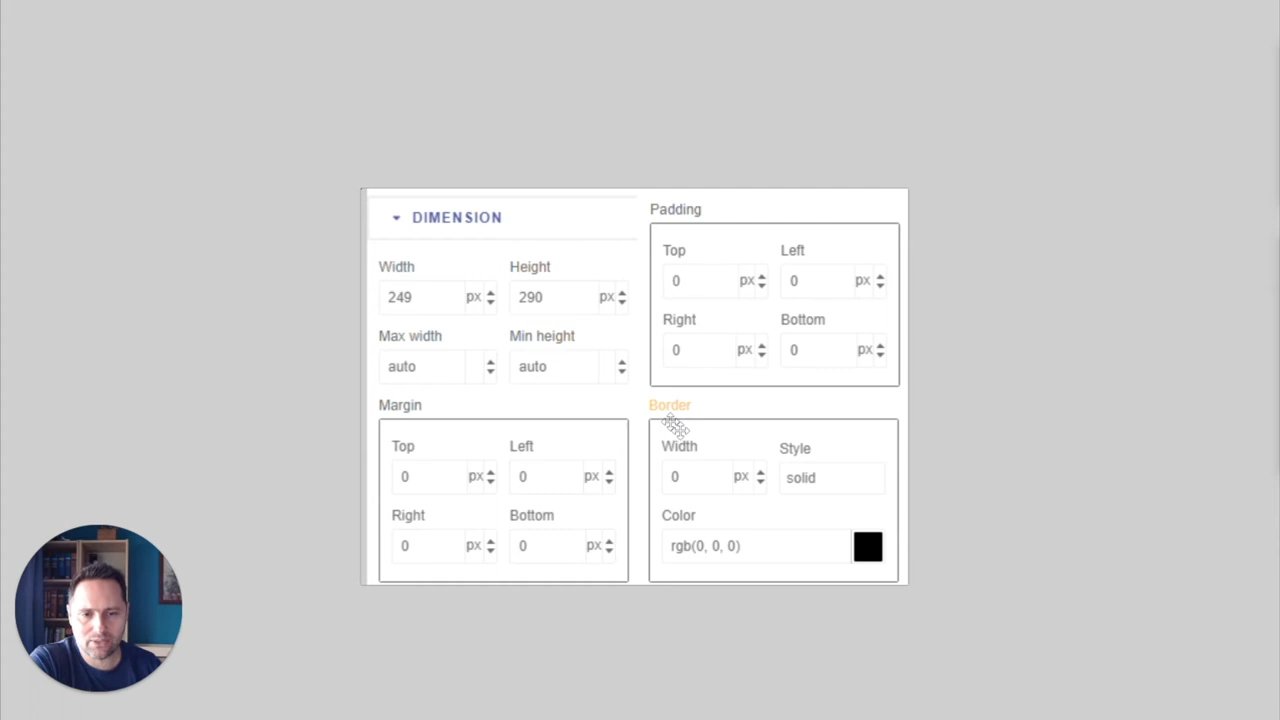 DIMENSION
Width Height
249 px 290 px
Max width Min height
auto auto
Margin
Top Left
0 px 0 px
Right Bottom
0 px 0 px
Padding
Top Left
0 px 0 px
Right Bottom
0 px 0 px
Border
Width Style
0 px solid
Color
rgb(0, 0, 0)